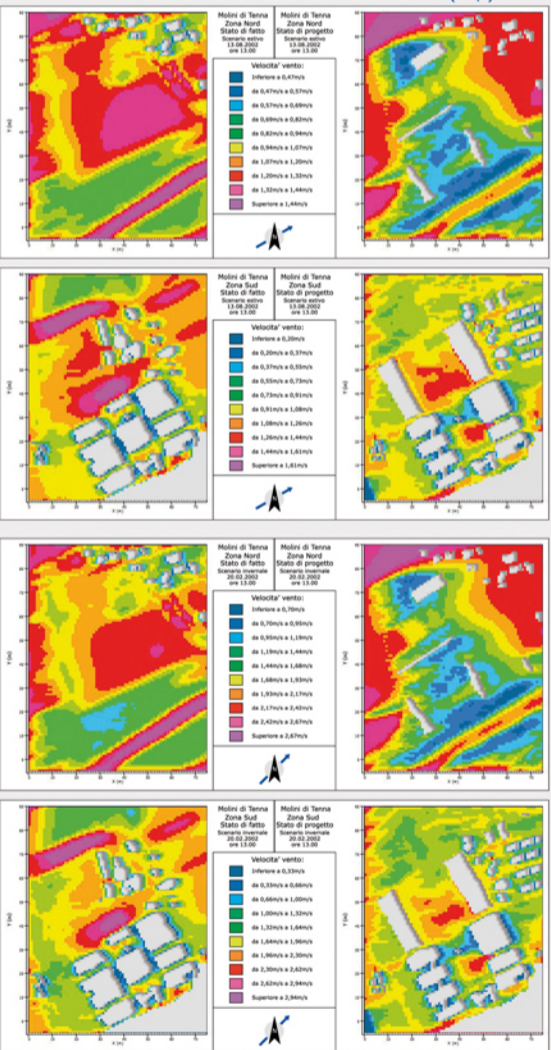 Molini di Tenna
Zona Nord
Stato di fatto
Scenario estivo
13.08.2002
ore 13.00
Molini di Tenna
Zona Nord
Stato di progetto
Scenario estivo
13.08.2002
ore 13.00
Velocita' vento:
Inferiore a 0,47m/s
da 0,47m/s a 0,57m/s
da 0,57m/s a 0,69m/s
da 0,69m/s a 0,82m/s
da 0,82m/s a 0,94m/s
da 0,94m/s a 1,07m/s
da 1,07m/s a 1,20m/s
da 1,20m/s a 1,32m/s
da 1,32m/s a 1,44m/s
Superiore a 1,44m/s
N
X (m)
Y (m)
X (m)
Y (m)
Molini di Tenna
Zona Sud
Stato di fatto
Scenario estivo
13.08.2002
ore 13.00
Molini di Tenna
Zona Sud
Stato di progetto
Scenario estivo
13.08.2002
ore 13.00
Velocita' vento:
Inferiore a 0,20m/s
da 0,20m/s a 0,37m/s
da 0,37m/s a 0,55m/s
da 0,55m/s a 0,73m/s
da 0,73m/s a 0,91m/s
da 0,91m/s a 1,08m/s
da 1,08m/s a 1,26m/s
da 1,26m/s a 1,44m/s
da 1,44m/s a 1,61m/s
Superiore a 1,61m/s
N
X (m)
Y (m)
X (m)
Y (m)
Molini di Tenna
Zona Nord
Stato di fatto
Scenario invernale
20.02.2002
ore 13.00
Molini di Tenna
Zona Nord
Stato di progetto
Scenario invernale
20.02.2002
ore 13.00
Velocita' vento:
Inferiore a 0,70m/s
da 0,70m/s a 0,95m/s
da 0,95m/s a 1,19m/s
da 1,19m/s a 1,44m/s
da 1,44m/s a 1,68m/s
da 1,68m/s a 1,93m/s
da 1,93m/s a 2,17m/s
da 2,17m/s a 2,42m/s
da 2,42m/s a 2,67m/s
Superiore a 2,67m/s
N
X (m)
Y (m)
X (m)
Y (m)
Molini di Tenna
Zona Sud
Stato di fatto
Scenario invernale
20.02.2002
ore 13.00
Molini di Tenna
Zona Sud
Stato di progetto
Scenario invernale
20.02.2002
ore 13.00
Velocita' vento:
Inferiore a 0,33m/s
da 0,33m/s a 0,66m/s
da 0,66m/s a 1,00m/s
da 1,00m/s a 1,32m/s
da 1,32m/s a 1,64m/s
da 1,64m/s a 1,96m/s
da 1,96m/s a 2,30m/s
da 2,30m/s a 2,62m/s
da 2,62m/s a 2,94m/s
Superiore a 2,94m/s
N
X (m)
Y (m)
X (m)
Y (m)